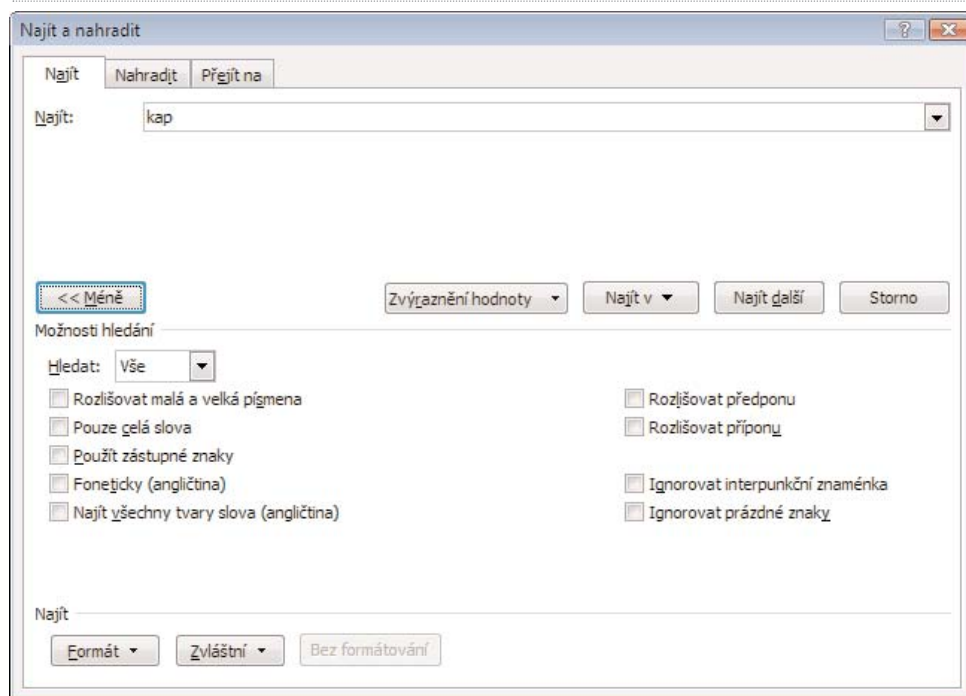 Najít a nahradit
Najít Nahradit Přejít na
Najít: kap
<< Méně Zvýraznění hodnoty Najít v Najít další Storno
Možnosti hledání
Hledat: Vše
Rozlišovat malá a velká písmena Rozlišovat předponu
Pouze celá slova Rozlišovat příponu
Použít zástupné znaky
Foneticky (angličtina) Ignorovat interpunkční znaménka
Najít všechny tvary slova (angličtina) Ignorovat prázdné znaky
Najít
Formát Zvláštní Bez formátování